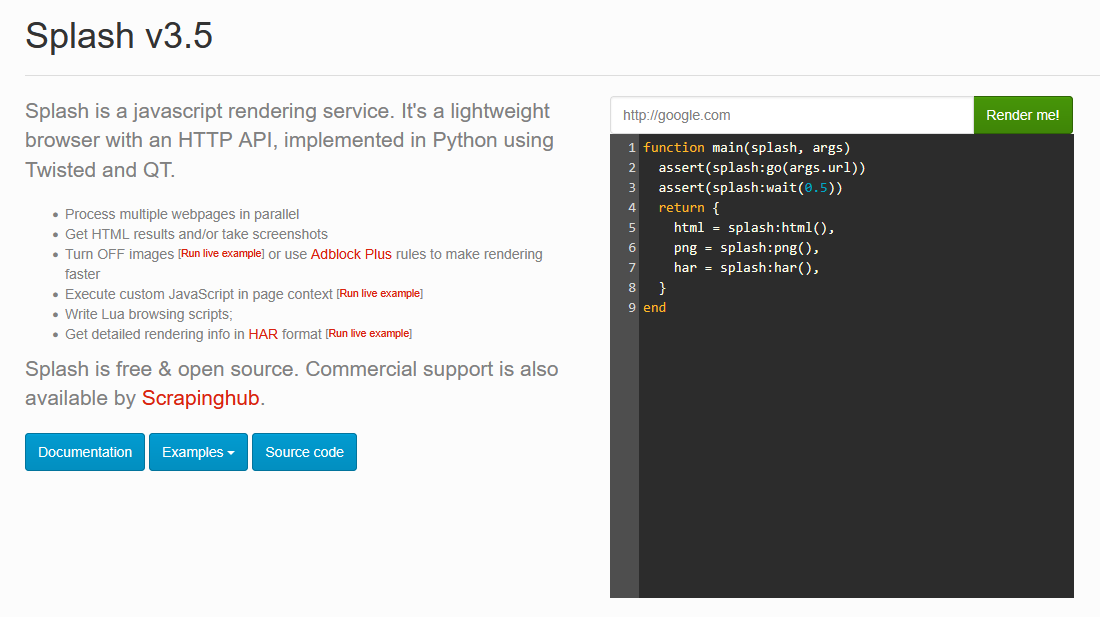 Splash v3.5
Splash is a javascript rendering service. It's a lightweight
browser with an HTTP API, implemented in Python using
Twisted and QT.
Process multiple webpages in parallel
Get HTML results and/or take screenshots
Turn OFF images [Run live example] or use Adblock Plus rules to make rendering
faster
Execute custom JavaScript in page context [Run live example]
Write Lua browsing scripts;
Get detailed rendering info in HAR format [Run live example]
Splash is free & open source. Commercial support is also
available by Scrapinghub.
Documentation
Examples
Source code
http://google.com
Render me!
1 function main(splash, args)
2   assert(splash:go(args.url))
3   assert(splash:wait(0.5))
4   return {
5     html = splash:html(),
6     png = splash:png(),
7     har = splash:har(),
8   }
9 end